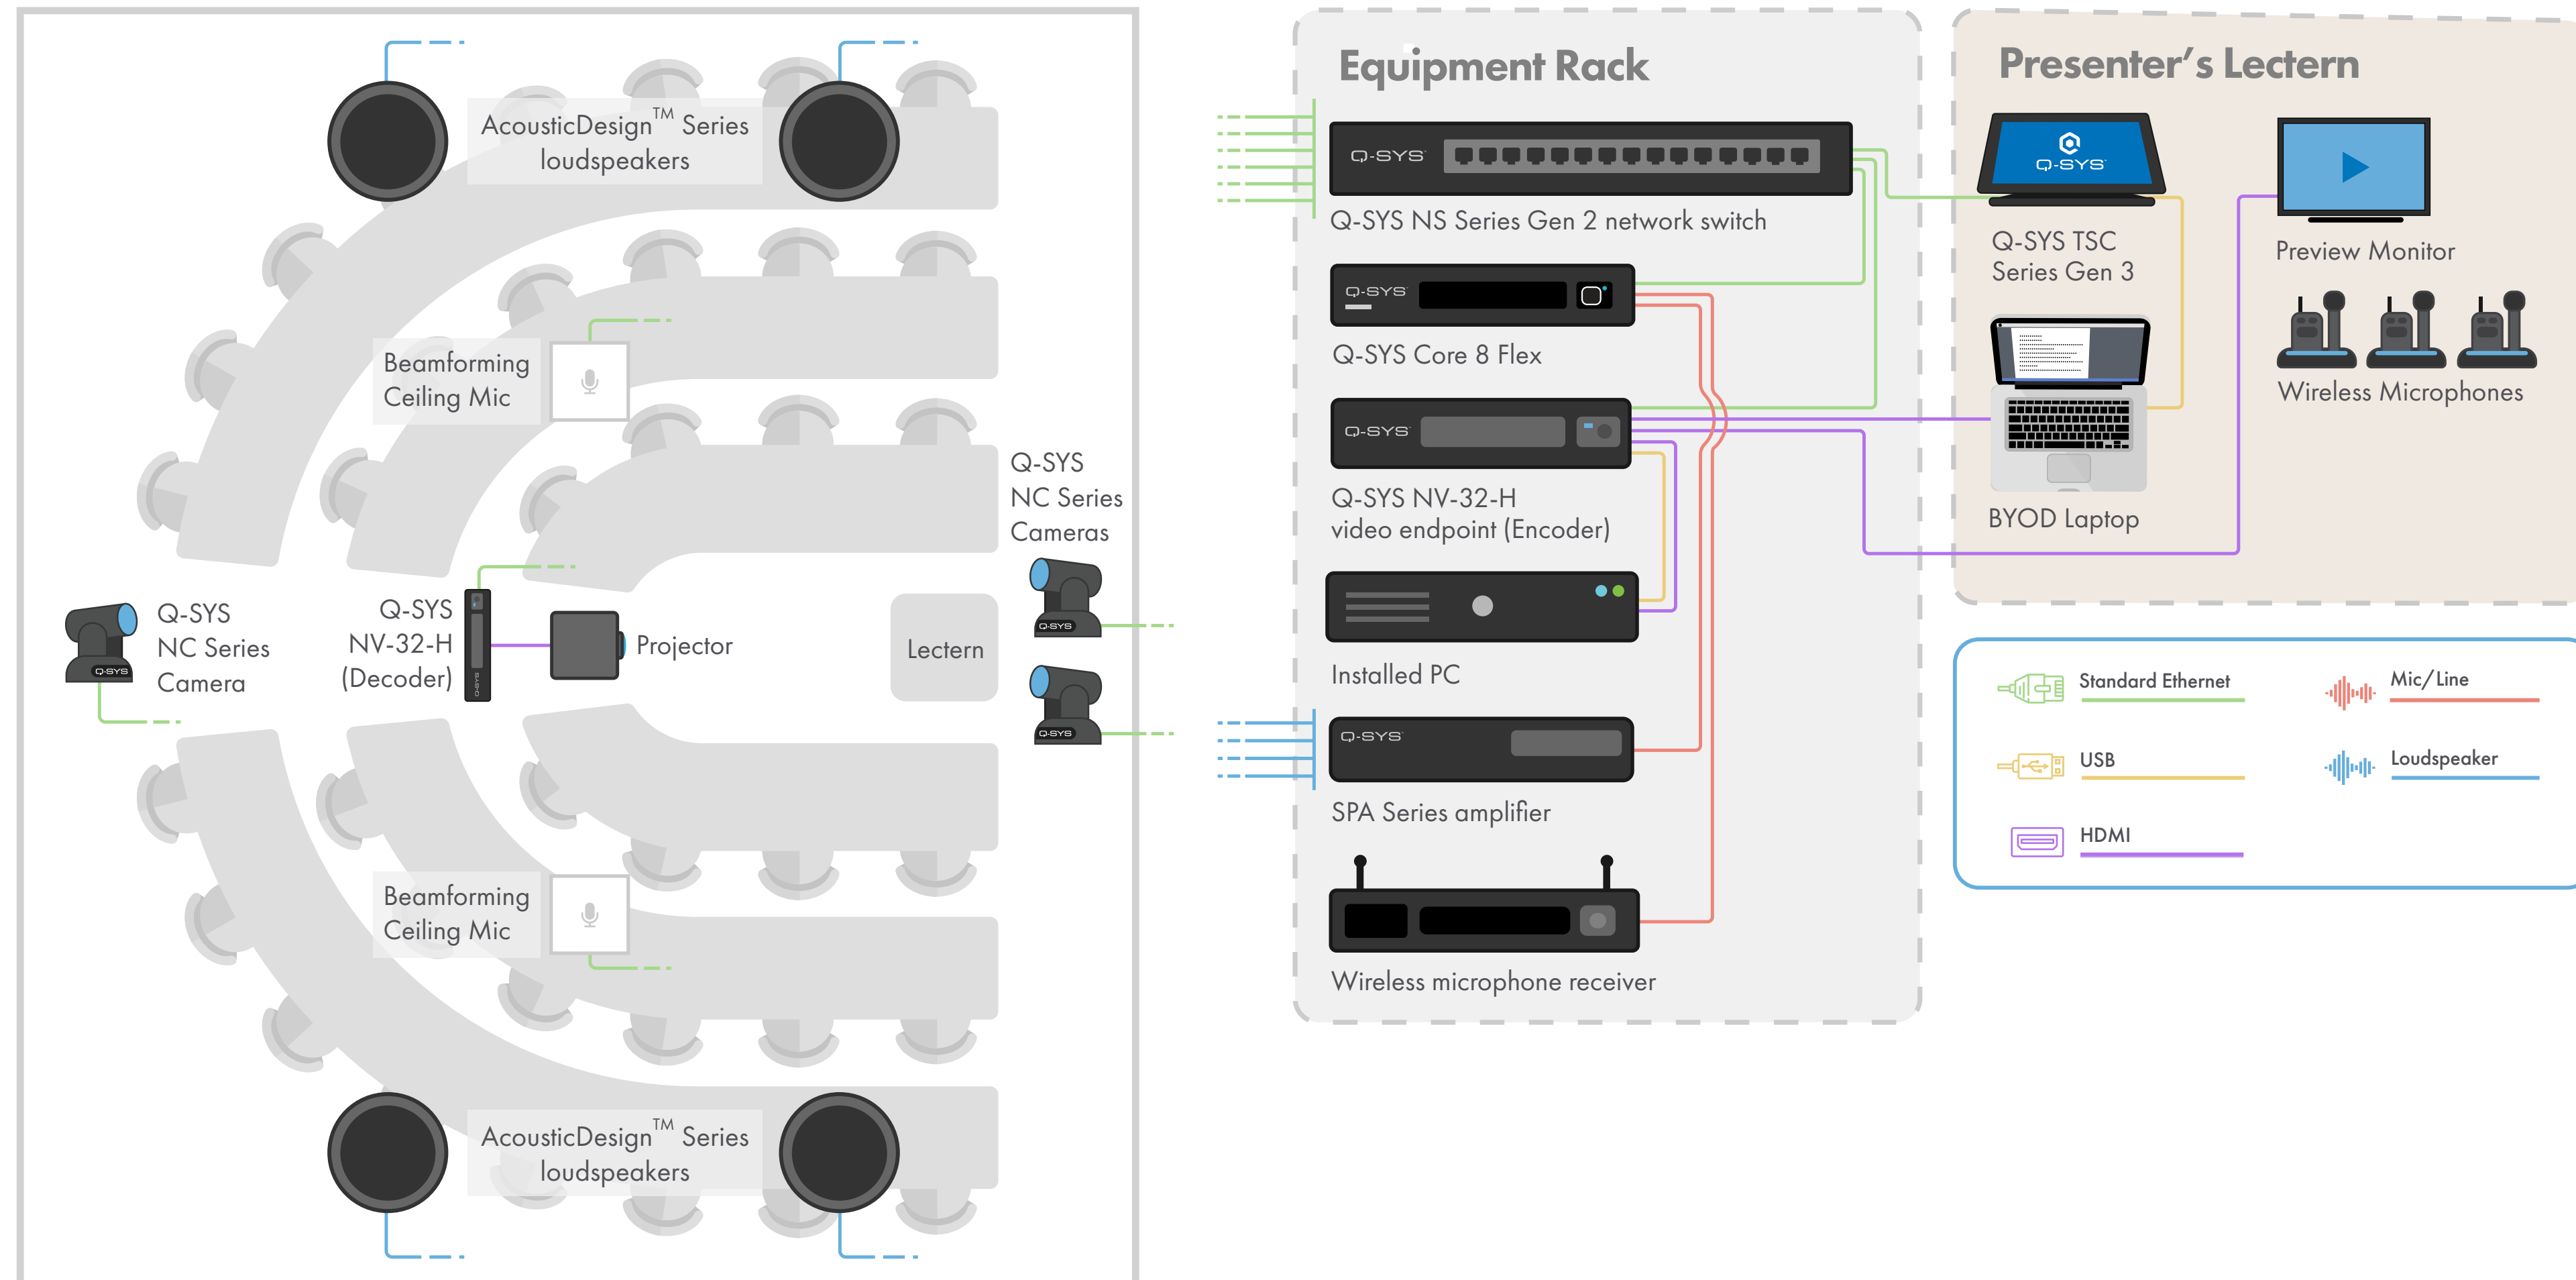 AcousticDesign™ Series
loudspeakers
Beamforming
Ceiling Mic
Q-SYS
NC Series
Cameras
Q-SYS
NC Series
Camera
Q-SYS
Q-SYS
NV-32-H
(Decoder)
Q-SYS
Projector
Lectern
Q-SYS
Q-SYS
Beamforming
Ceiling Mic
AcousticDesign™ Series
loudspeakers
Equipment Rack
Q-SYS
Q-SYS NS Series Gen 2 network switch
Q-SYS
Q-SYS Core 8 Flex
Q-SYS
Q-SYS NV-32-H
video endpoint (Encoder)
Installed PC
Q-SYS
SPA Series amplifier
Wireless microphone receiver
Presenter's Lectern
Q-SYS
Q-SYS TSC
Series Gen 3
Preview Monitor
Wireless Microphones
BYOD Laptop
Standard Ethernet
Mic/Line
USB
Loudspeaker
HDMI